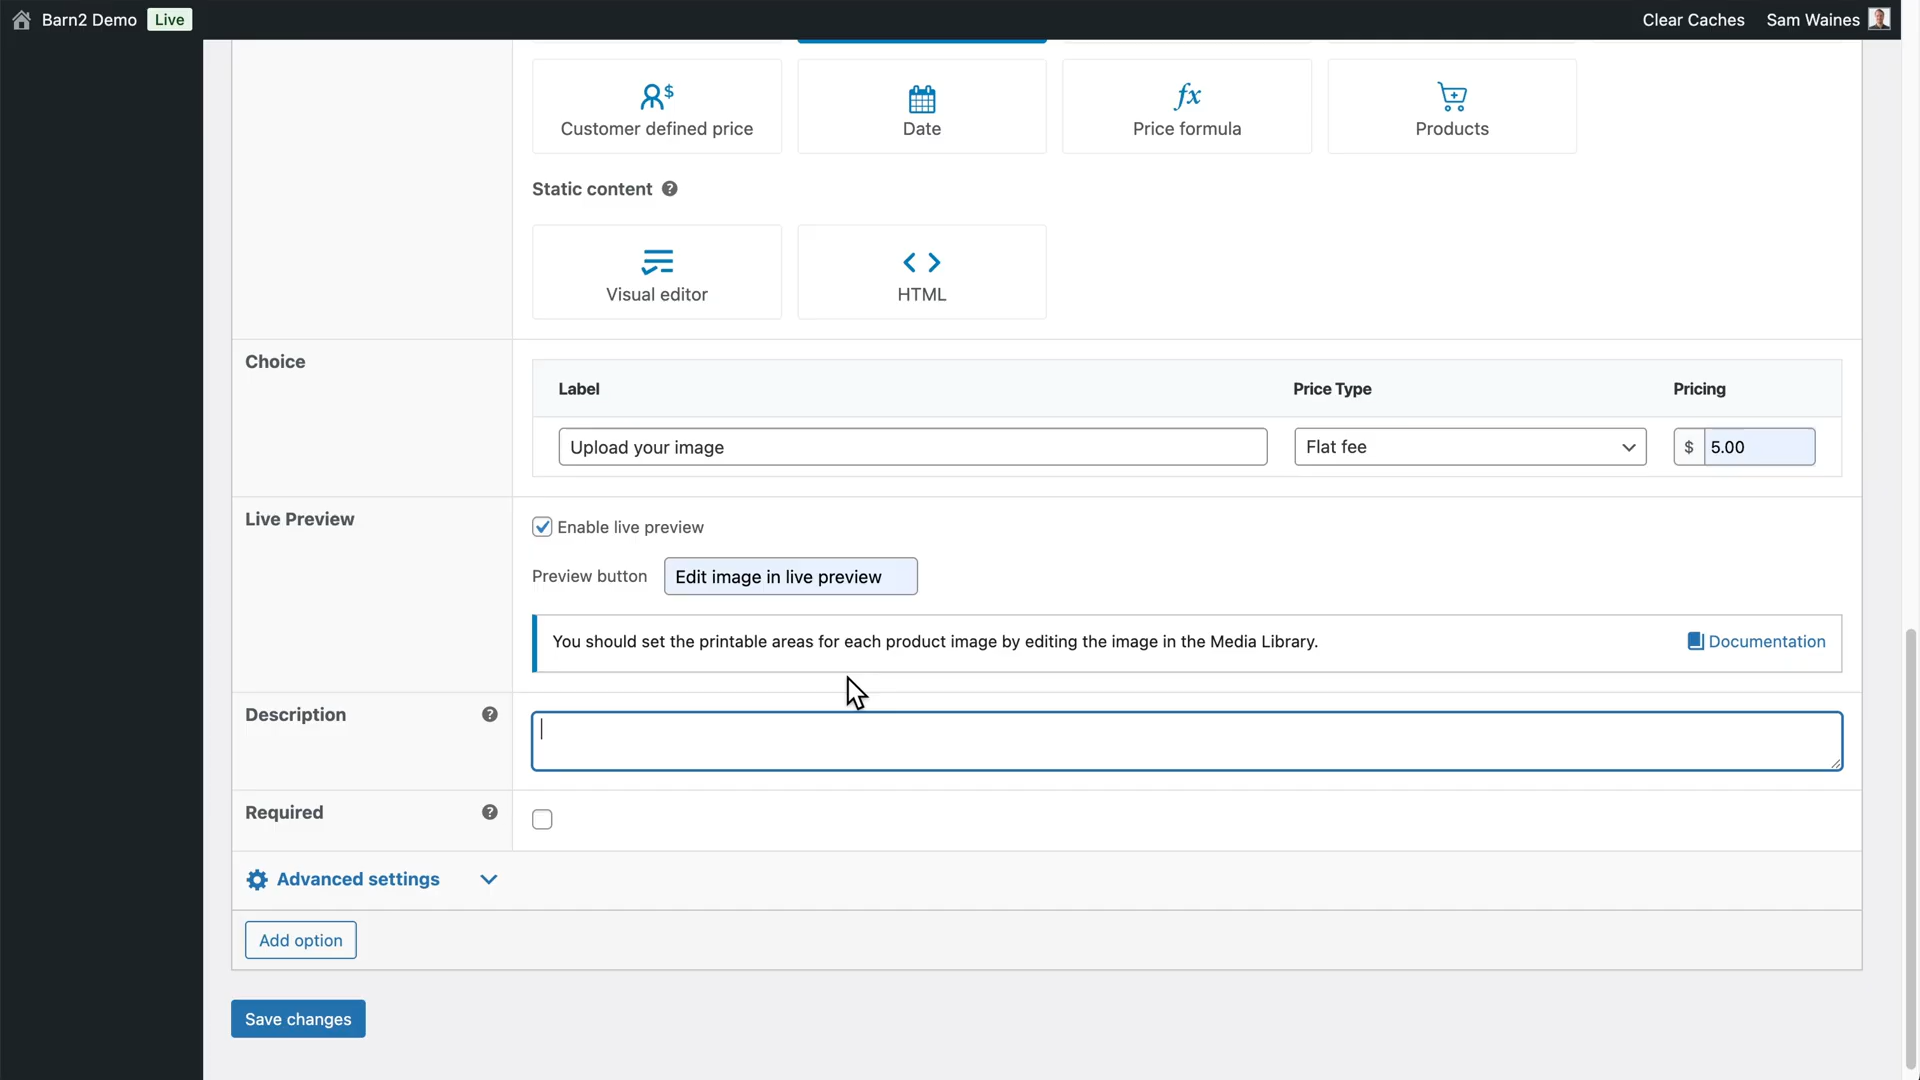 Barn2 Demo Live Clear Caches Sam Waines
Customer defined price Date Price formula Products
Static content
Visual editor HTML
Choice
Label Price Type Pricing
Upload your image Flat fee $ 5.00
Live Preview
Enable live preview
Preview button Edit image in live preview
You should set the printable areas for each product image by editing the image in the Media Library. Documentation
Description
Required
Advanced settings
Add option
Save changes